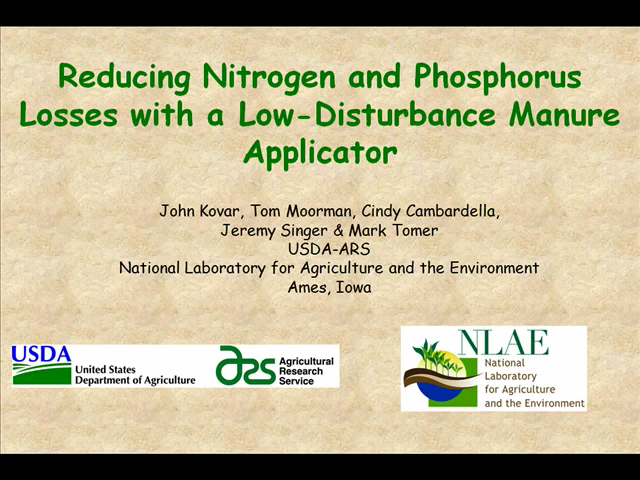 Reducing Nitrogen and Phosphorus
Losses with a Low-Disturbance Manure
Applicator
John Kovar, Tom Moorman, Cindy Cambardella,
Jeremy Singer & Mark Tomer
USDA-ARS
National Laboratory for Agriculture and the Environment
Ames, Iowa
USDA
United States
Department of Agriculture
ars
Agricultural
Research
Service
NLAE
National
Laboratory
for Agriculture
and the Environment